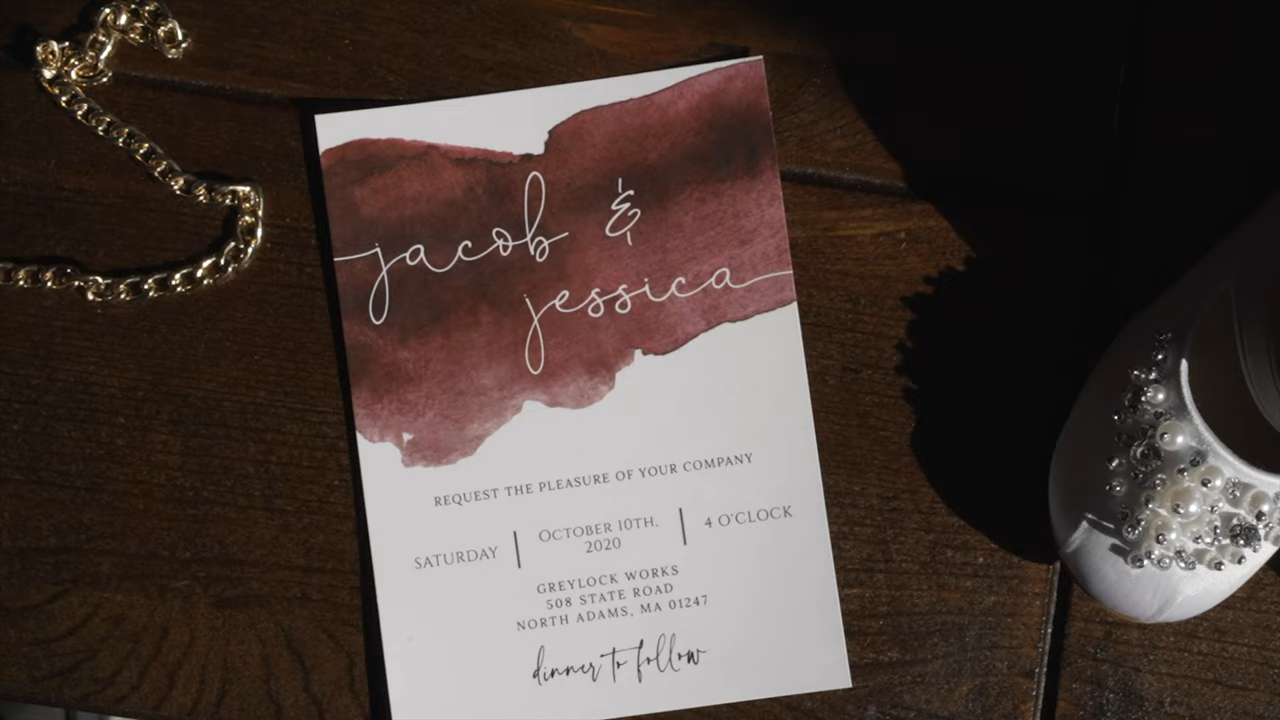 jacob &
jessica
REQUEST THE PLEASURE OF YOUR COMPANY
SATURDAY
OCTOBER 10TH,
2020
4 O'CLOCK
GREYLOCK WORKS
508 STATE ROAD
NORTH ADAMS, MA 01247
dinner to follow